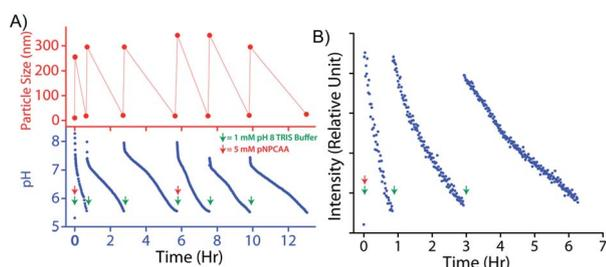 A)
Particle Size (nm)
300
200
100
0
↓= 1 mM pH 8 TRIS Buffer
↓= 5 mM pNPCAA
pH
8
7
6
5
0 2 4 6 8 10 12
Time (Hr)
B)
Intensity (Relative Unit)
0 1 2 3 4 5 6 7
Time (Hr)